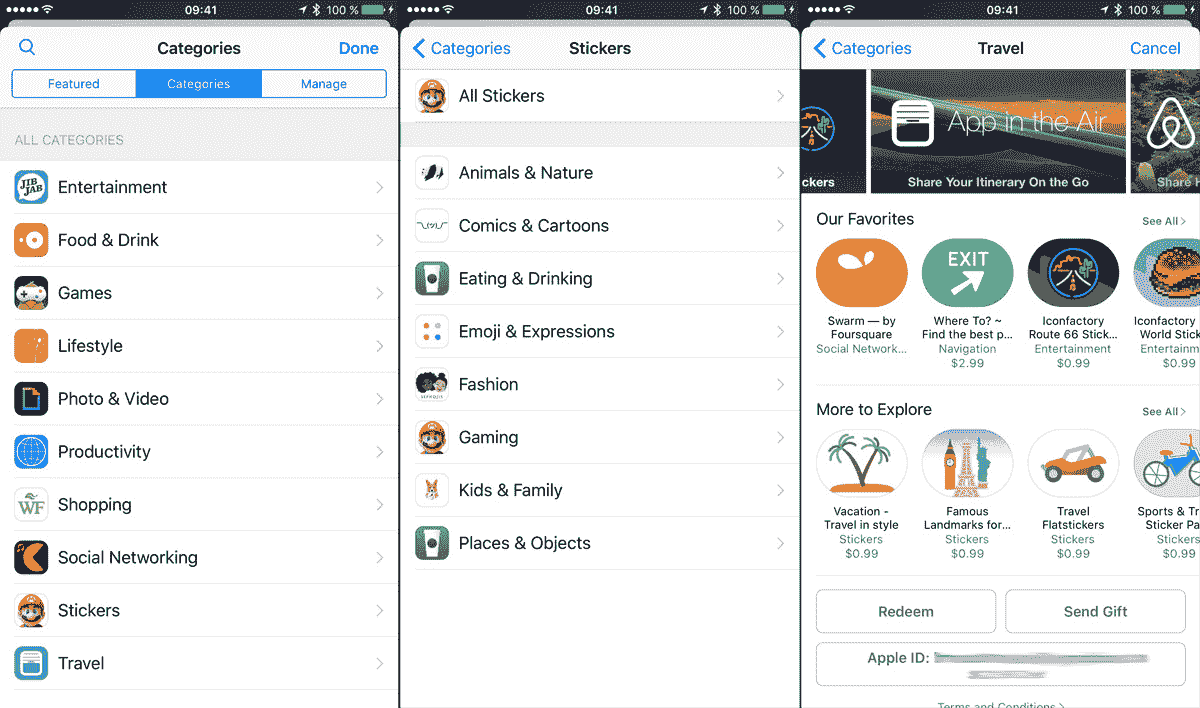 09:41
100 %
Categories
Done
Featured
Categories
Manage
ALL CATEGORIES
JIB JAB
Entertainment
Food & Drink
Games
Lifestyle
Photo & Video
Productivity
WF
Shopping
Social Networking
Stickers
Travel
09:41
100 %
Categories
Stickers
All Stickers
Animals & Nature
Comics & Cartoons
Eating & Drinking
Emoji & Expressions
Fashion
Gaming
Kids & Family
Places & Objects
09:41
100 %
Categories
Travel
Cancel
App in the Air
ckers
Share Your Itinerary On the Go
Share H
Our Favorites
See All
EXIT
Swarm — by
Foursquare
Social Network...
Where To? ~
Find the best p...
Navigation
$2.99
Iconfactory
Route 66 Stick...
Entertainment
$0.99
Iconfactory
World Stick
Entertainm
$0.99
More to Explore
See All
Vacation -
Travel in style
Stickers
$0.99
Famous
Landmarks for...
Stickers
$0.99
Travel
Flatstickers
Stickers
$0.99
Sports & Tr
Sticker Pa
Stickers
$0.99
Redeem
Send Gift
Apple ID:
Terms and Conditions